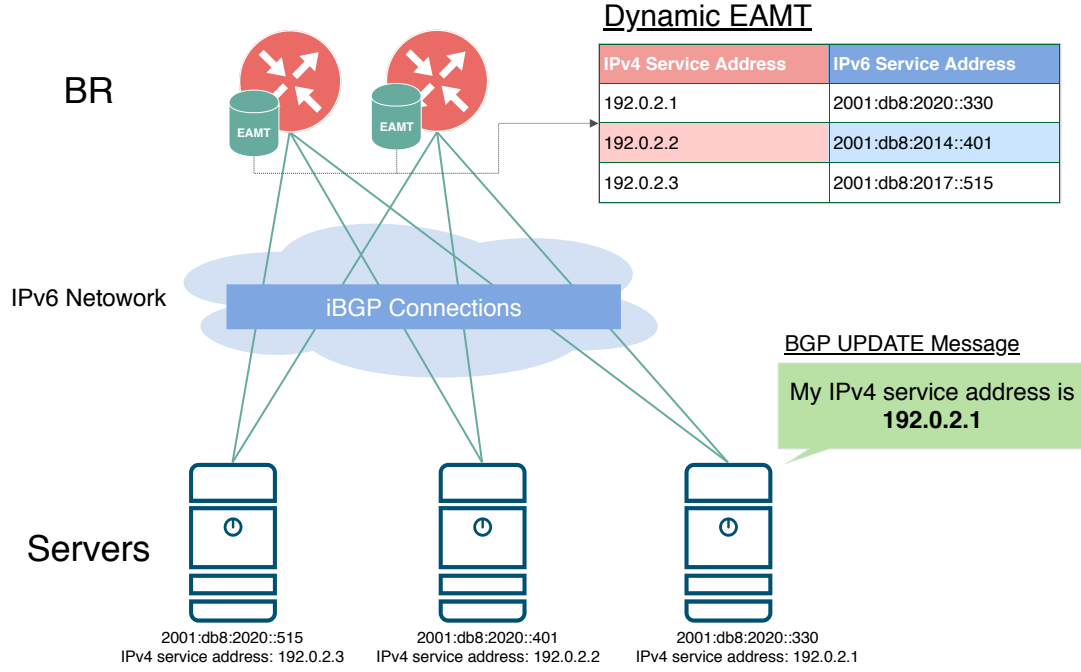 Dynamic EAMT
BR
EAMT
EAMT
IPv4 Service Address IPv6 Service Address
192.0.2.1 2001:db8:2020::330
192.0.2.2 2001:db8:2014::401
192.0.2.3 2001:db8:2017::515
IPv6 Netowork
iBGP Connections
BGP UPDATE Message
My IPv4 service address is
192.0.2.1
Servers
2001:db8:2020::515
IPv4 service address: 192.0.2.3
2001:db8:2020::401
IPv4 service address: 192.0.2.2
2001:db8:2020::330
IPv4 service address: 192.0.2.1